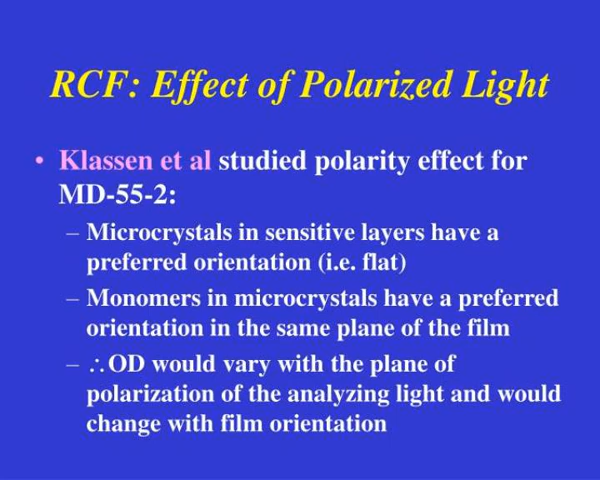 RCF: Effect of Polarized Light
• Klassen et al studied polarity effect for
MD-55-2:
– Microcrystals in sensitive layers have a
preferred orientation (i.e. flat)
– Monomers in microcrystals have a preferred
orientation in the same plane of the film
– ∴OD would vary with the plane of
polarization of the analyzing light and would
change with film orientation